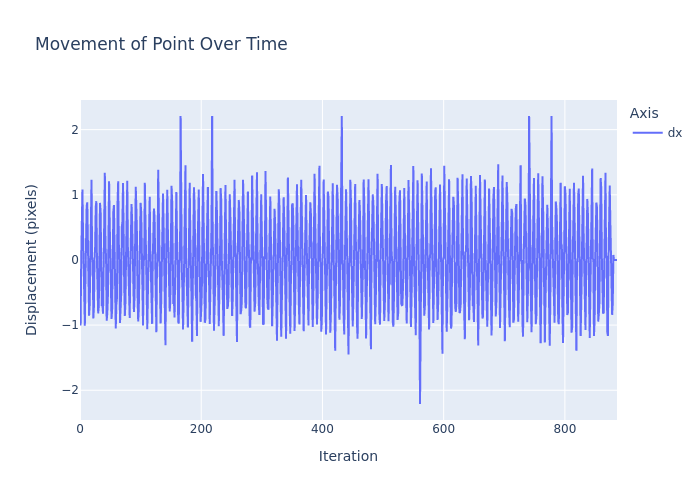 Movement of Point Over Time
Axis
dx
Displacement (pixels)
2
1
0
−1
−2
0 200 400 600 800
Iteration